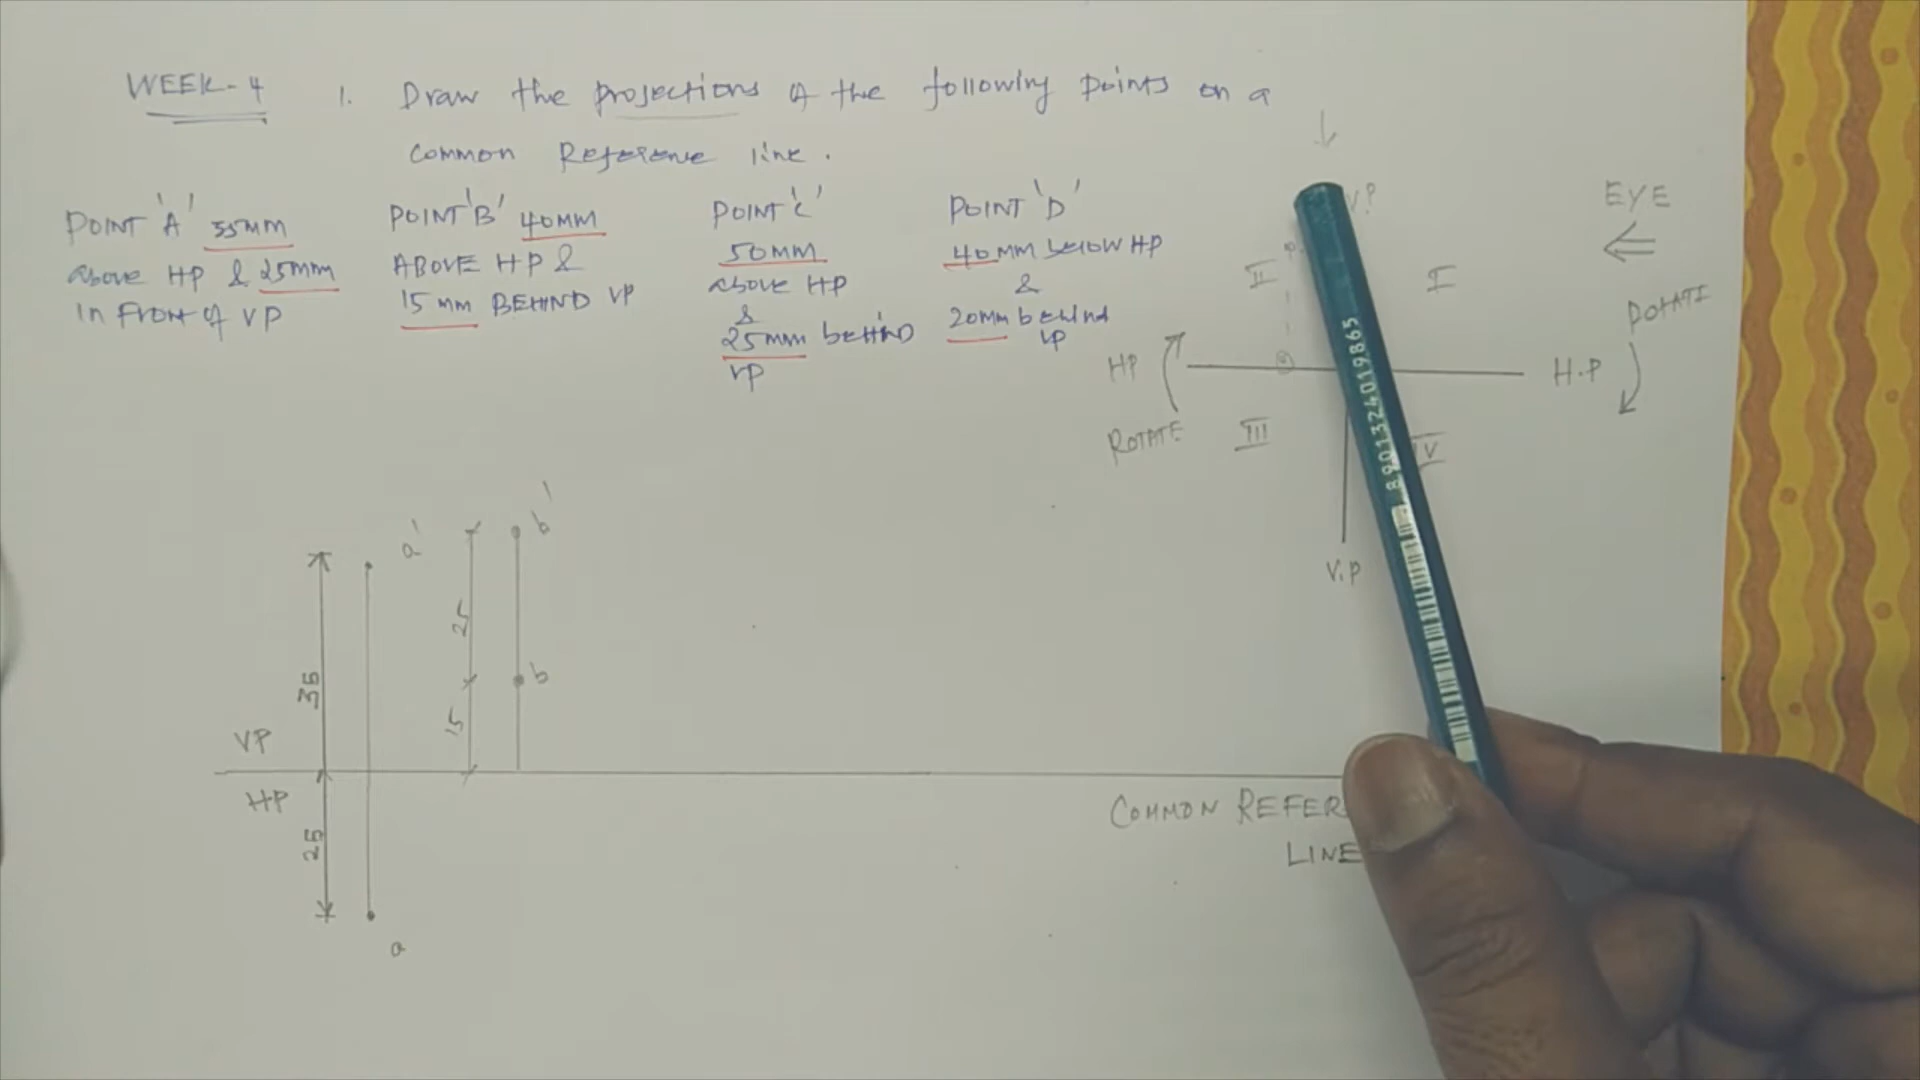 WEEK-4 1. Draw the projections of the following points on a
common Reference line.
POINT 'A' 35MM
above HP & 25mm
in Front of VP
POINT 'B' 40MM
ABOVE HP &
15 mm BEHIND VP
POINT 'C'
50MM
above HP
&
25mm behind
VP
POINT 'D'
40MM below HP
&
20mm behind
VP
EYE
II
I
ROTATE
HP
H.P
ROTATE
III
IV
V.P
8901324019865
a'
b'
35
25
b
15
VP
HP
25
a
COMMON REFER
LINE